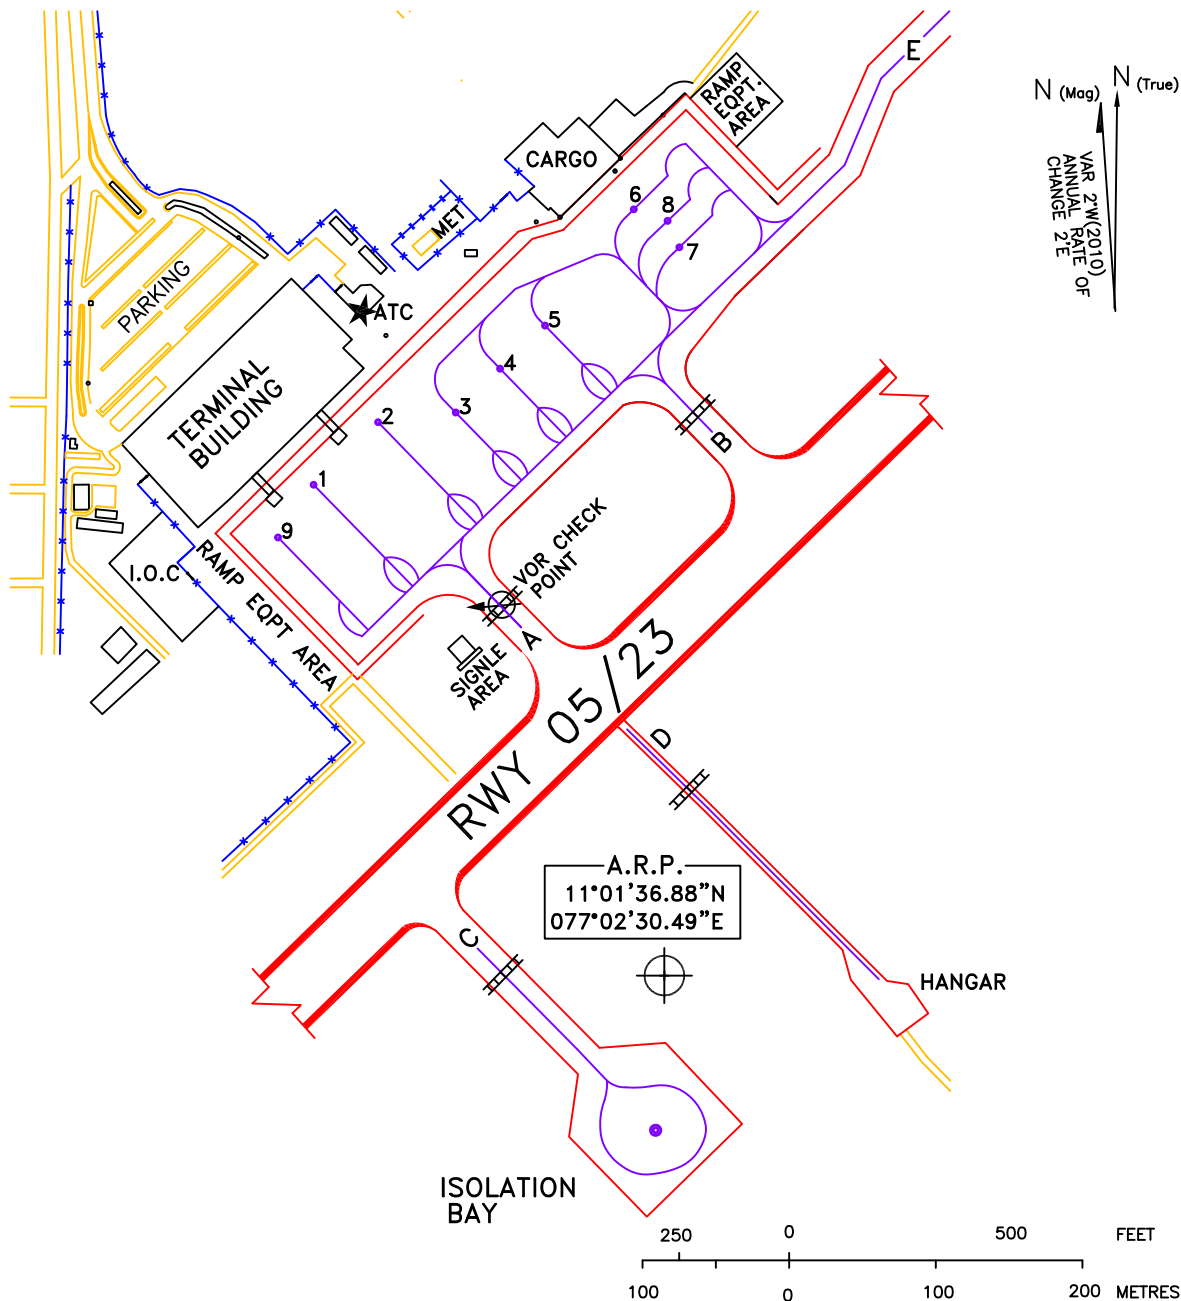 E
N (Mag)
N (True)
VAR 2°W(2010)
ANNUAL RATE OF
CHANGE 2'E
RAMP
EQPT.
AREA
CARGO
MET
6
8
7
PARKING
ATC
5
4
3
2
1
9
TERMINAL
BUILDING
B
VOR CHECK
POINT
I.O.C
RAMP EQPT AREA
A
SIGNLE
AREA
RWY 05/23
D
A.R.P.
11°01'36.88"N
077°02'30.49"E
C
HANGAR
ISOLATION
BAY
250 0 500 FEET
100 0 100 200 METRES